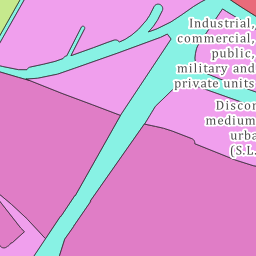 Industrial,
commercial,
public,
military and
private units
Discon
medium
urba
(S.L.